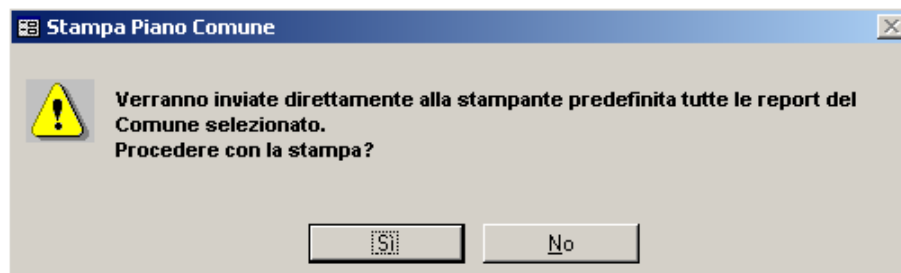 Stampa Piano Comune
Verranno inviate direttamente alla stampante predefinita tutte le report del
Comune selezionato.
Procedere con la stampa?
Sì
No